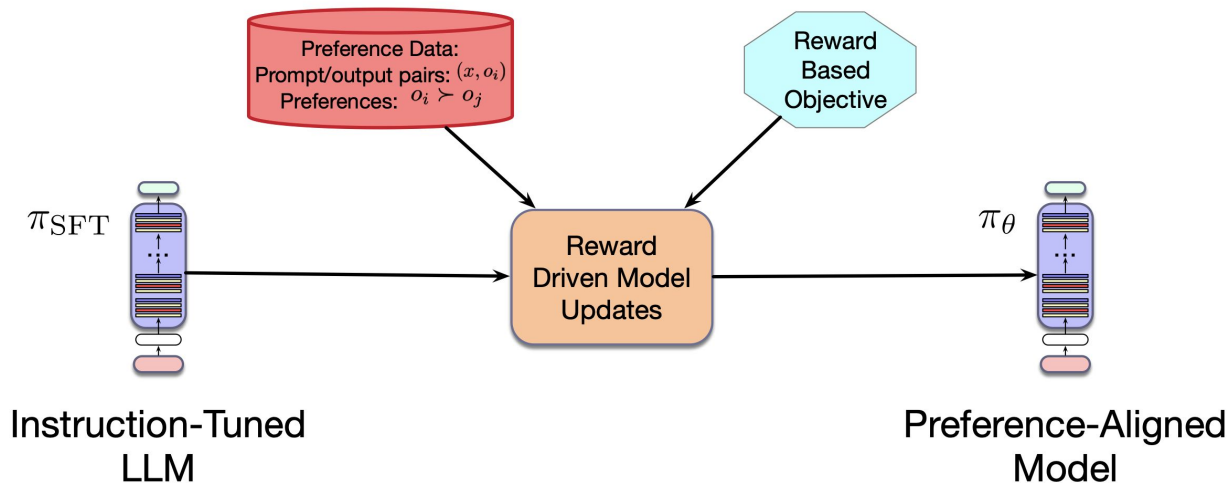 Preference Data:
Prompt/output pairs: (x, o_i)
Preferences: o_i ≻ o_j
Reward
Based
Objective
π_SFT
Reward
Driven Model
Updates
π_θ
...
...
Instruction-Tuned
LLM
Preference-Aligned
Model